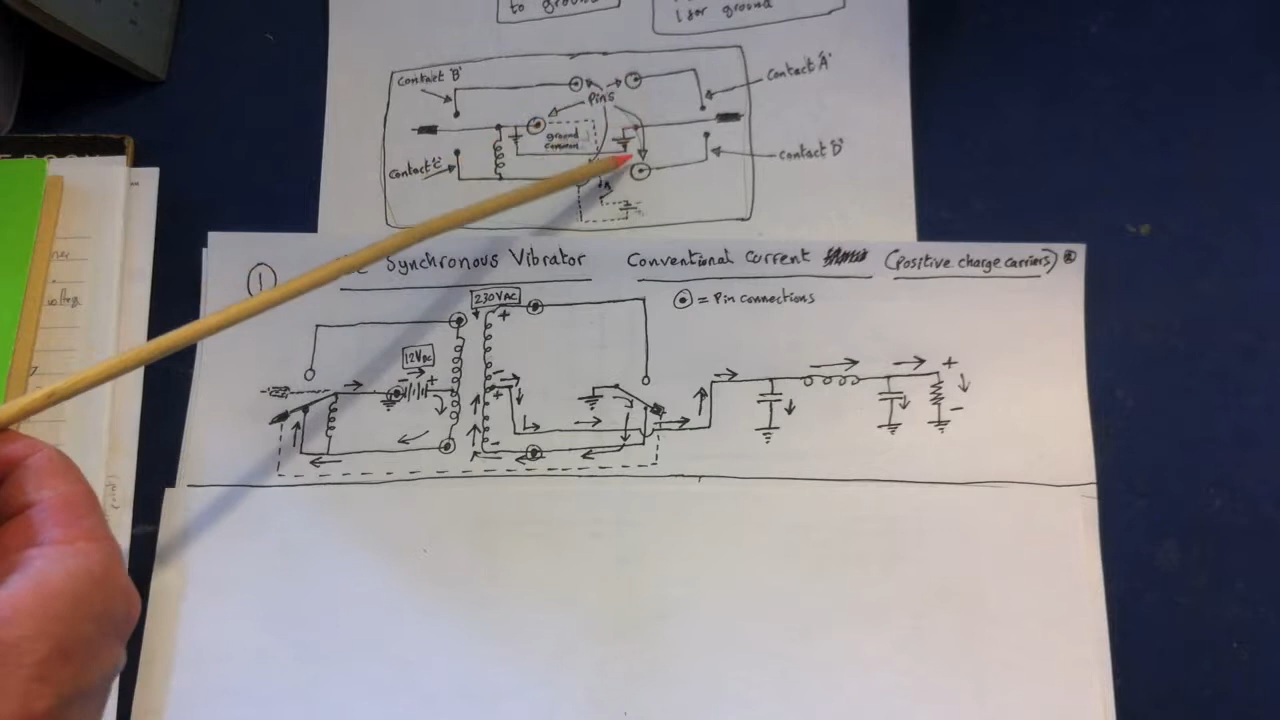 to ground
1 for ground
Contact 'B'
Contact 'A'
Pins
ground
common
Contact 'C'
Contact 'D'
1
Synchronous Vibrator Conventional Current (Positive charge carriers)
230VAC
= Pin connections
12VDC
voltage